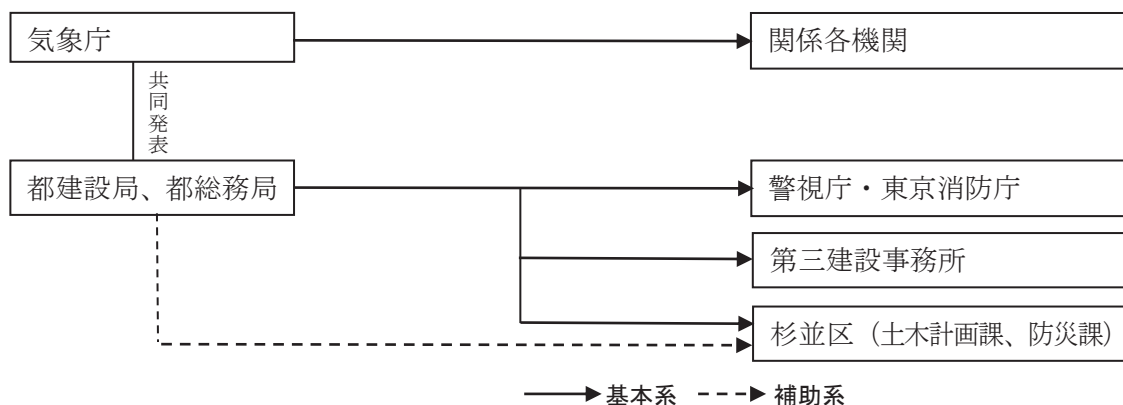 気象庁
関係各機関
共同発表
都建設局、都総務局
警視庁・東京消防庁
第三建設事務所
杉並区（土木計画課、防災課）
基本系
補助系